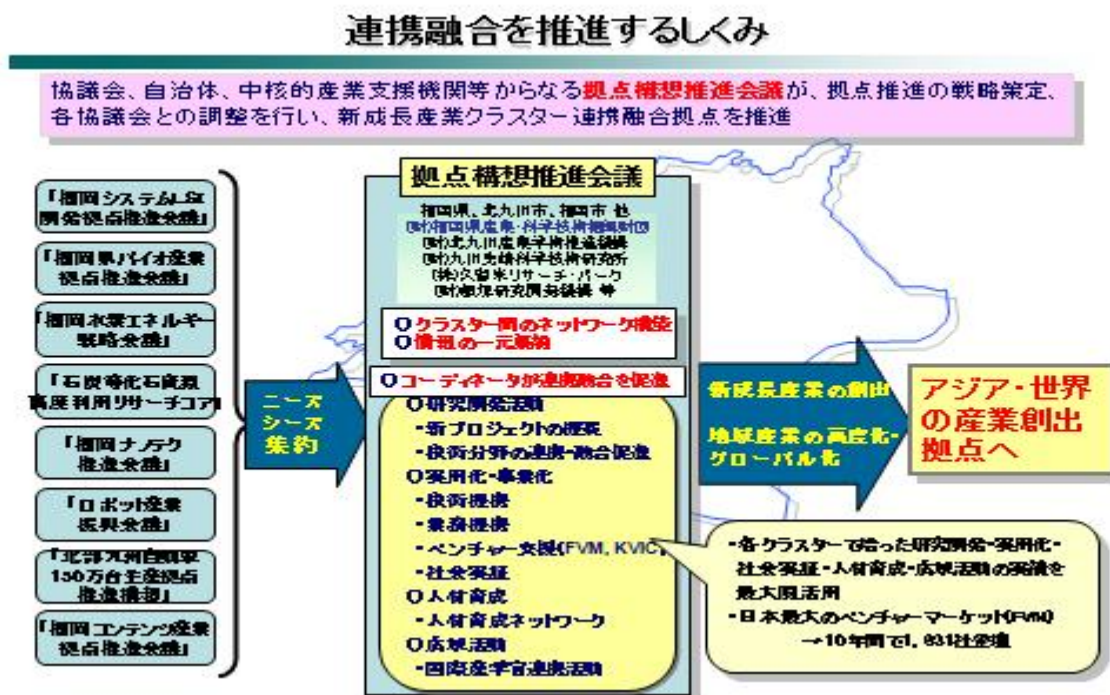 連携融合を推進するしくみ
協議会、自治体、中核的産業支援機関等からなる拠点構想推進会議が、拠点推進の戦略策定、
各協議会との調整を行い、新成長産業クラスター連携融合拠点を推進
「福岡システムLSI
開発拠点推進会議」
「福岡県バイオ産業
拠点推進会議」
「福岡水素エネルギー
戦略会議」
「石炭等化石資源
高度利用リサーチコア」
「福岡ナノテク
推進会議」
「ロボット産業
振興会議」
「北部九州自動車
150万台生産拠点
推進構想」
「福岡コンテンツ産業
拠点推進会議」
ニーズ
シーズ
集約
拠点構想推進会議
福岡県、北九州市、福岡市 他
(財)福岡県産業・科学技術振興財団
(財)北九州産業学術推進機構
(財)九州先端科学技術研究所
(株)久留米リサーチ・パーク
(財)飯塚研究開発機構 等
○クラスター間のネットワーク構築
○情報の一元集約
○コーディネータが連携融合を促進
○研究開発活動
・新プロジェクトの提案
・技術分野の連携・融合促進
○実用化・事業化
・技術提携
・業務提携
・ベンチャー支援(FVM, KVIC)
・社会実証
○人材育成
・人材育成ネットワーク
○広域活動
・国際産学官連携活動
新成長産業の創出
地域産業の高度化・
グローバル化
アジア・世界
の産業創出
拠点へ
・各クラスターで培った研究開発・実用化・
社会実証・人材育成・広域活動の実績を
最大限活用
・日本最大のベンチャーマーケット(FVM)
→10年間で1,831社登壇